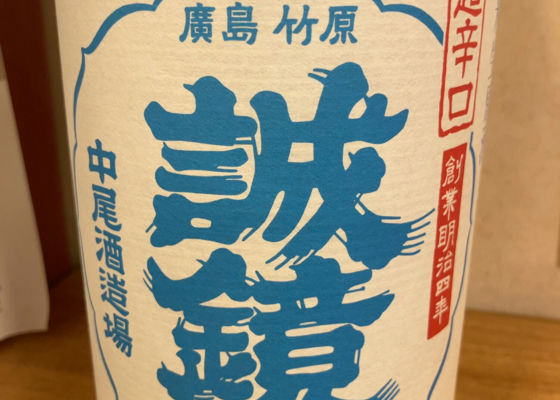 廣島 竹原
超辛口
誠鏡
創業明治四年
中尾酒造場